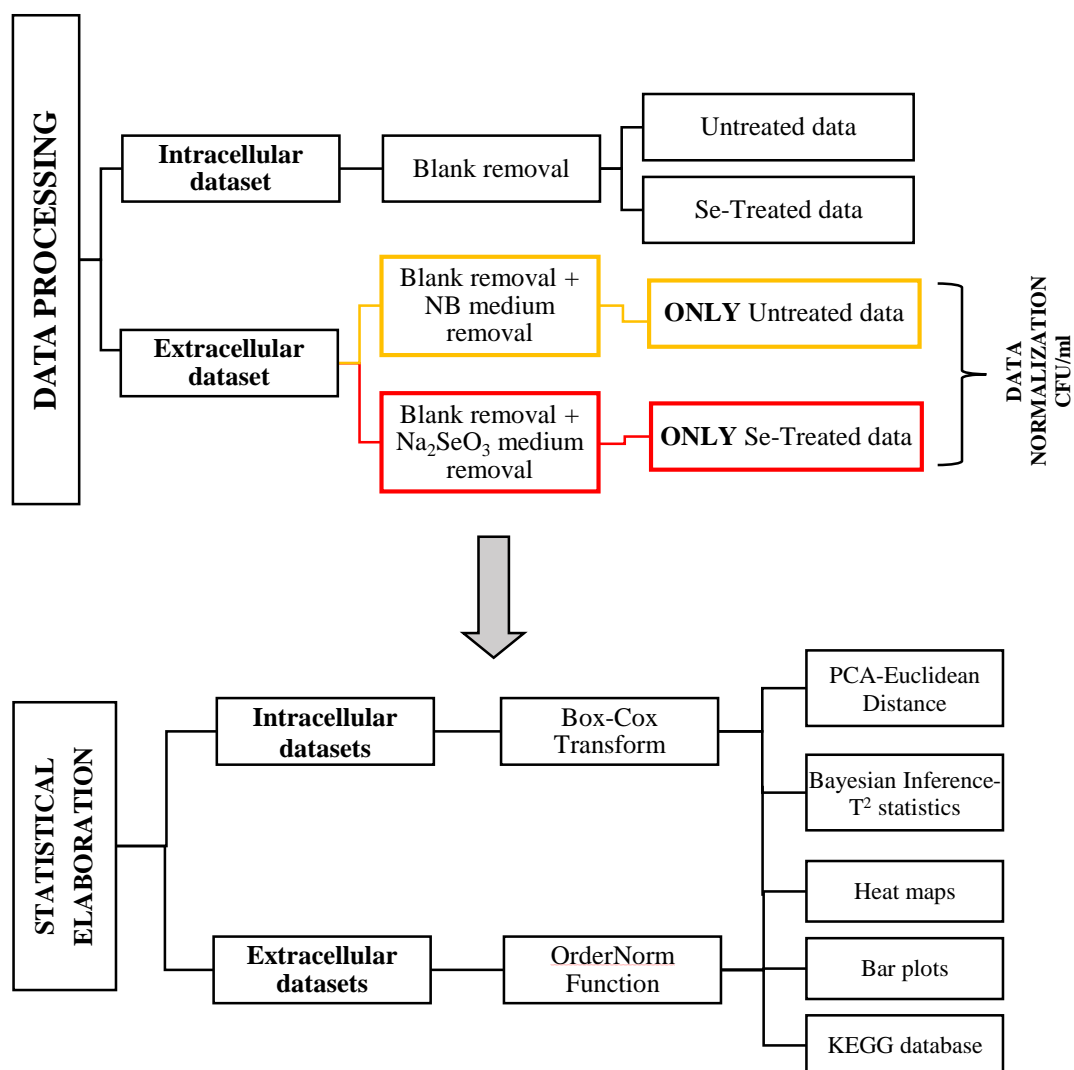 DATA PROCESSING
Intracellular
dataset
Blank removal
Untreated data
Se-Treated data
Extracellular
dataset
Blank removal +
NB medium
removal
ONLY Untreated data
Blank removal +
Na₂SeO₃ medium
removal
ONLY Se-Treated data
DATA
NORMALIZATION
CFU/ml
STATISTICAL
ELABORATION
Intracellular
datasets
Box-Cox
Transform
Extracellular
datasets
OrderNorm
Function
PCA-Euclidean
Distance
Bayesian Inference-
T² statistics
Heat maps
Bar plots
KEGG database